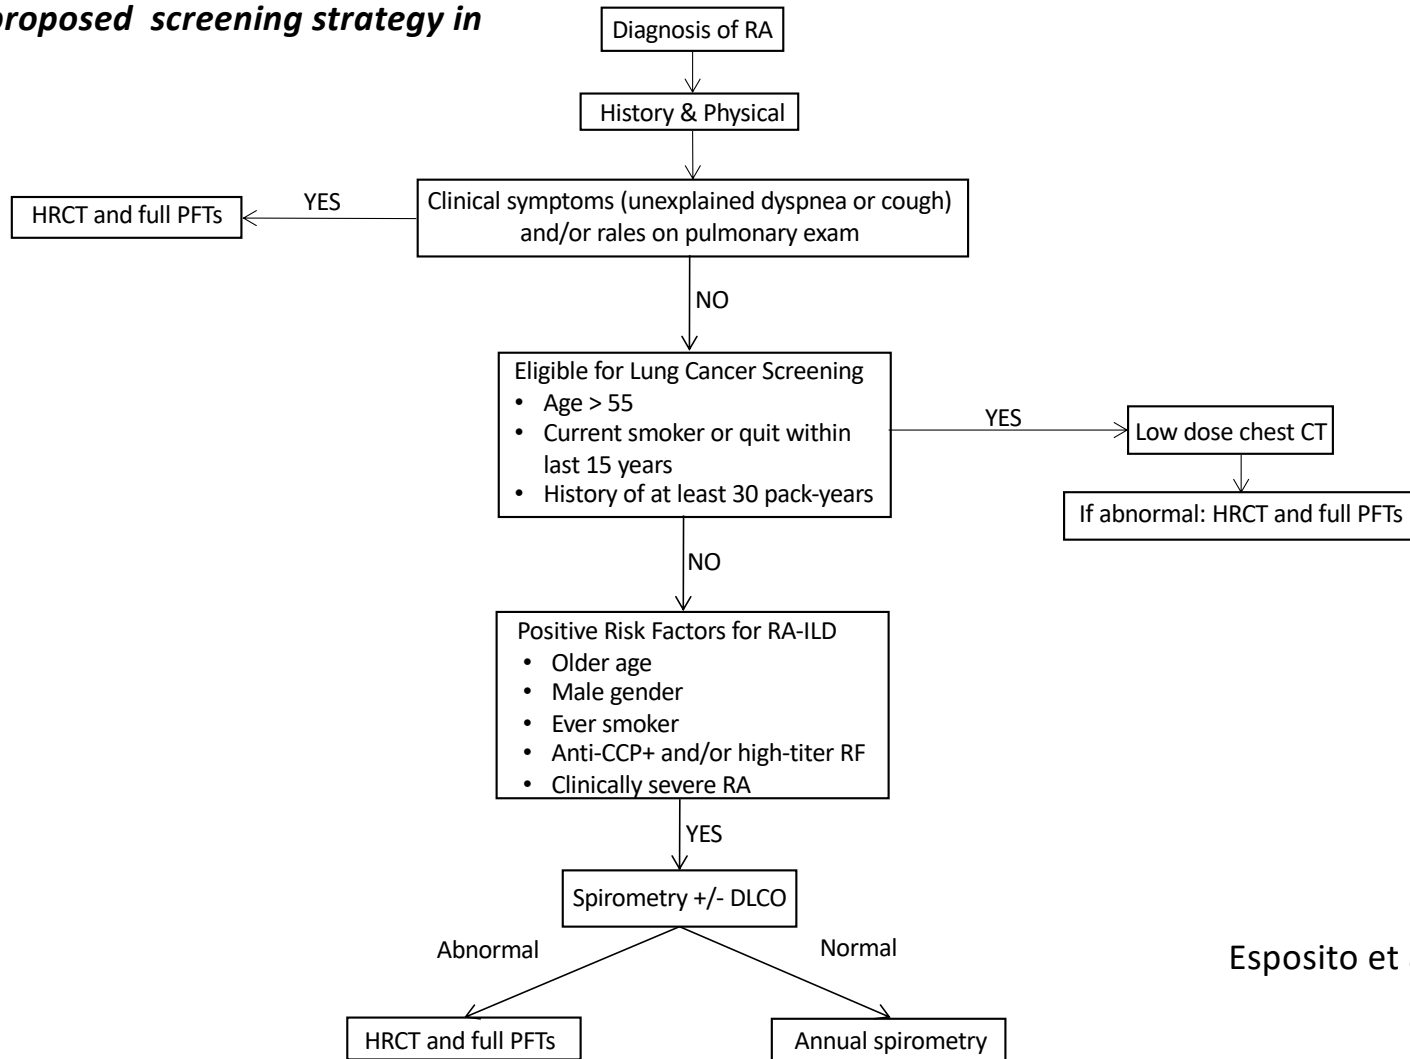 proposed screening strategy in
Diagnosis of RA
History & Physical
Clinical symptoms (unexplained dyspnea or cough)
and/or rales on pulmonary exam
YES
HRCT and full PFTs
NO
Eligible for Lung Cancer Screening
• Age > 55
• Current smoker or quit within
last 15 years
• History of at least 30 pack-years
YES
Low dose chest CT
If abnormal: HRCT and full PFTs
NO
Positive Risk Factors for RA-ILD
• Older age
• Male gender
• Ever smoker
• Anti-CCP+ and/or high-titer RF
• Clinically severe RA
YES
Spirometry +/- DLCO
Abnormal
Normal
Esposito et
HRCT and full PFTs
Annual spirometry